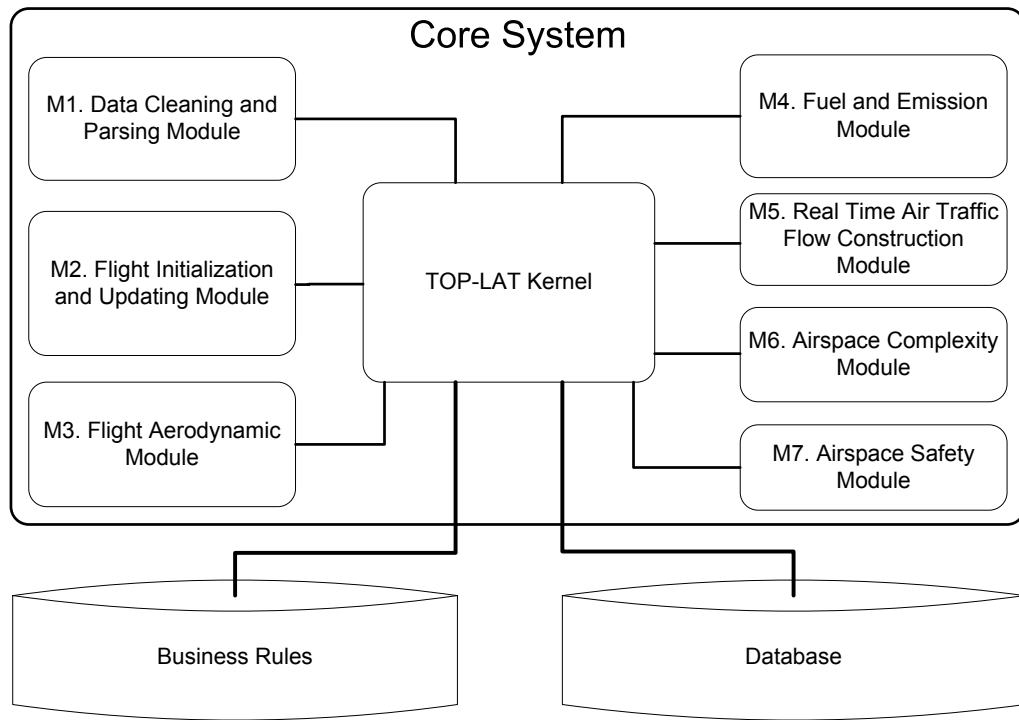 Core System
M1. Data Cleaning and
Parsing Module
M2. Flight Initialization
and Updating Module
M3. Flight Aerodynamic
Module
TOP-LAT Kernel
M4. Fuel and Emission
Module
M5. Real Time Air Traffic
Flow Construction
Module
M6. Airspace Complexity
Module
M7. Airspace Safety
Module
Business Rules
Database